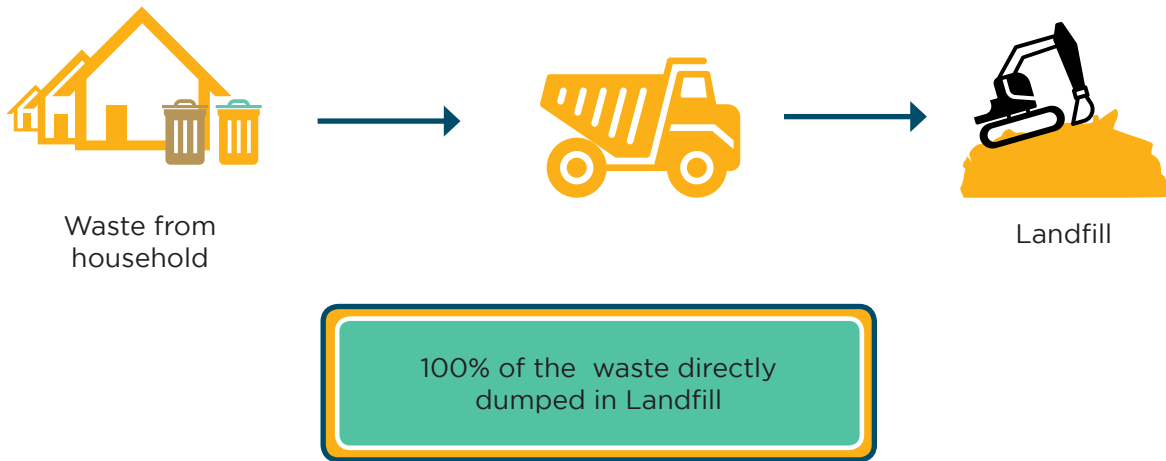 Waste from
household
Landfill
100% of the waste directly
dumped in Landfill